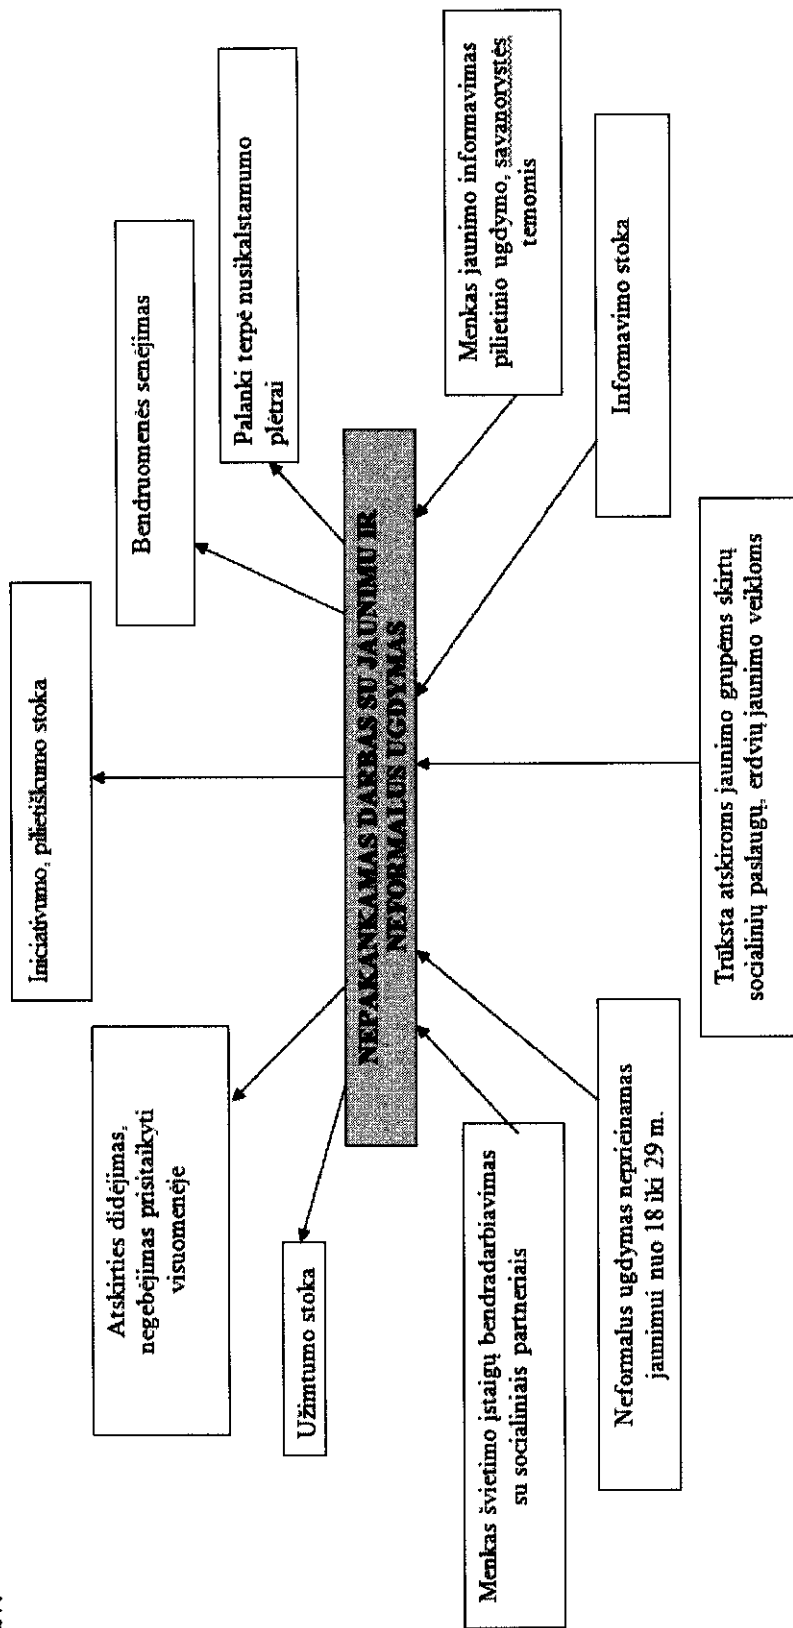 Iniciatyvumo, pilietiškumo stoka
Atskirties didėjimas,
negebėjimas prisitaikyti
visuomenėje
Bendruomenės senėjimas
Užimtumo stoka
Palanki terpė nusikalstamumo
plėtrai
NEPAKANKAMAS DARBAS SU JAUNIMU IR
NEFORMALUS UGDYMAS
Menkas švietimo įstaigų bendradarbiavimas
su socialiniais partneriais
Menkas jaunimo informavimas
pilietinio ugdymo, savanorystės
temomis
Neformalus ugdymas neprieinamas
jaunimui nuo 18 iki 29 m.
Informavimo stoka
Trūksta atskiroms jaunimo grupėms skirtų
socialinių paslaugų, erdvių jaunimo veikloms